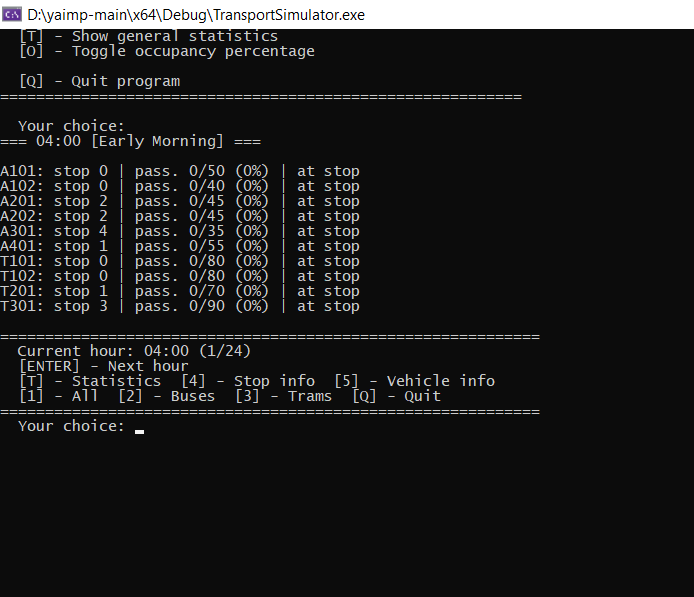 D:\yaimp-main\x64\Debug\TransportSimulator.exe
[T] - Show general statistics
[O] - Toggle occupancy percentage
[Q] - Quit program
==========================================================
Your choice:
=== 04:00 [Early Morning] ===
A101: stop 0 | pass. 0/50 (0%) | at stop
A102: stop 0 | pass. 0/40 (0%) | at stop
A201: stop 2 | pass. 0/45 (0%) | at stop
A202: stop 2 | pass. 0/45 (0%) | at stop
A301: stop 4 | pass. 0/35 (0%) | at stop
A401: stop 1 | pass. 0/55 (0%) | at stop
T101: stop 0 | pass. 0/80 (0%) | at stop
T102: stop 0 | pass. 0/80 (0%) | at stop
T201: stop 1 | pass. 0/70 (0%) | at stop
T301: stop 3 | pass. 0/90 (0%) | at stop
============================================================
Current hour: 04:00 (1/24)
[ENTER] - Next hour
[T] - Statistics  [4] - Stop info  [5] - Vehicle info
[1] - All  [2] - Buses  [3] - Trams  [Q] - Quit
============================================================
Your choice: